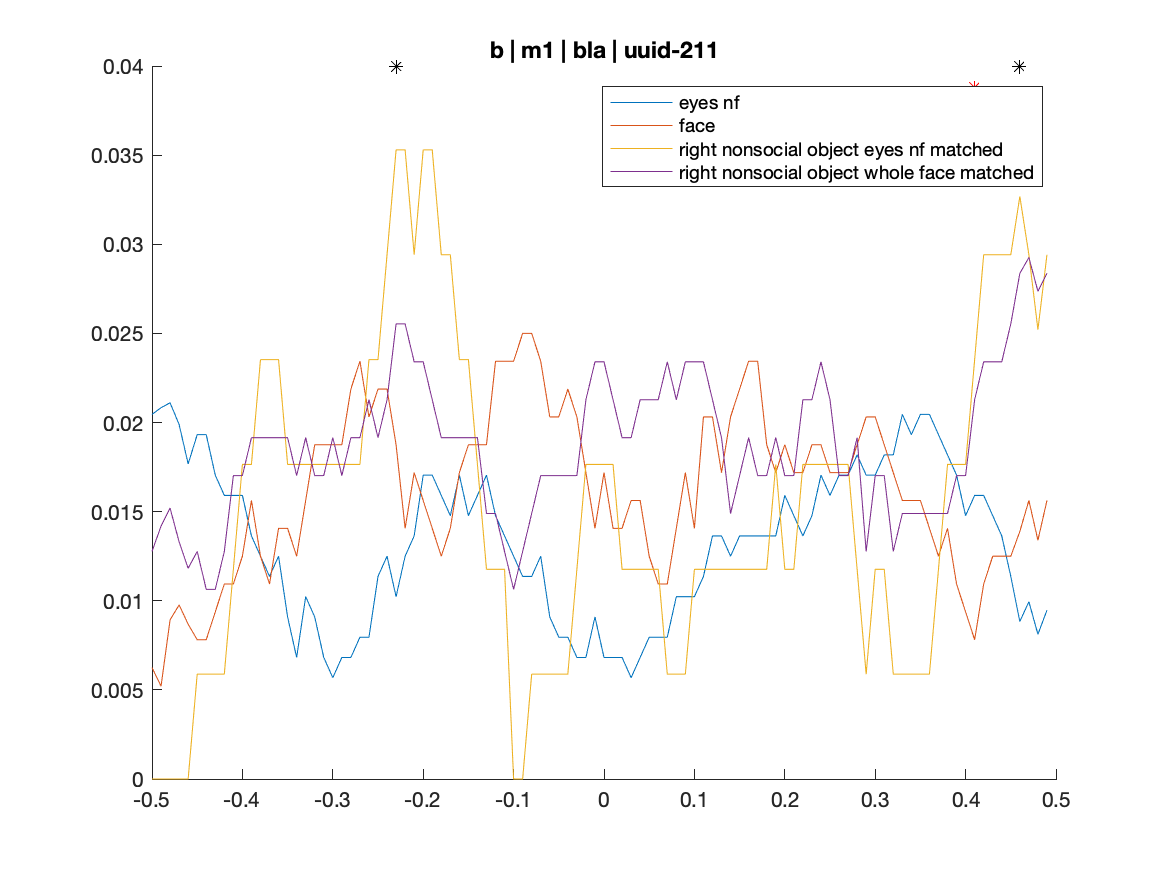 b | m1 | bla | uuid-211
0.04
0.035
0.03
0.025
0.02
0.015
0.01
0.005
0
eyes nf
face
right nonsocial object eyes nf matched
right nonsocial object whole face matched
-0.5 -0.4 -0.3 -0.2 -0.1 0 0.1 0.2 0.3 0.4 0.5